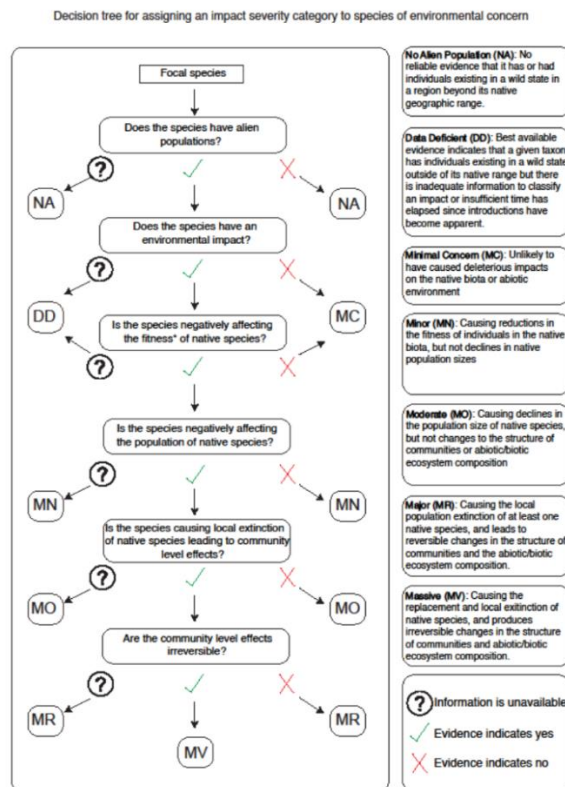 Decision tree for assigning an impact severity category to species of environmental concern
Focal species
Does the species have alien
populations?
?
NA
NA
Does the species have an
environmental impact?
?
DD
MC
Is the species negatively affecting
the fitness* of native species?
?
Is the species negatively affecting
the population of native species?
?
MN
MN
Is the species causing local extinction
of native species leading to community
level effects?
?
MO
MO
Are the community level effects
irreversible?
?
MR
MR
MV
No Alien Population (NA): No
reliable evidence that it has or had
individuals existing in a wild state in
a region beyond its native
geographic range.
Data Deficient (DD): Best available
evidence indicates that a given taxon
has individuals existing in a wild state
outside of its native range but there
is inadequate information to classify
an impact or insufficient time has
elapsed since introductions have
become apparent.
Minimal Concern (MC): Unlikely to
have caused deleterious impacts
on the native biota or abiotic
environment
Minor (MN): Causing reductions in
the fitness of individuals in the native
biota, but not declines in native
population sizes
Moderate (MO): Causing declines in
the population size of native species,
but not changes to the structure of
communities or abiotic/biotic
ecosystem composition
Major (MR): Causing the local
population extinction of at least one
native species, and leads to
reversible changes in the structure of
communities and the abiotic/biotic
ecosystem composition.
Massive (MV): Causing the
replacement and local exitinction of
native species, and produces
irreversible changes in the structure
of communities and abiotic/biotic
ecosystem composition.
? Information is unavailable
Evidence indicates yes
Evidence indicates no